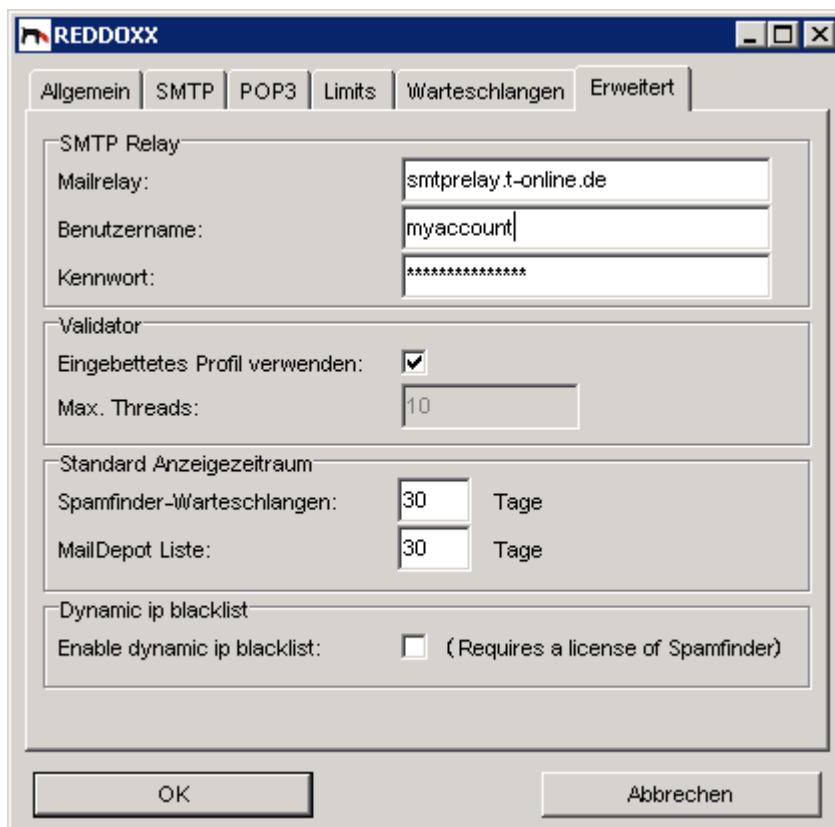 REDDOXX
Allgemein SMTP POP3 Limits Warteschlangen Erweitert
SMTP Relay
Mailrelay: smtprelay.t-online.de
Benutzername: myaccount
Kennwort: ***************
Validator
Eingebettetes Profil verwenden:
Max. Threads: 10
Standard Anzeigezeitraum
Spamfinder-Warteschlangen: 30 Tage
MailDepot Liste: 30 Tage
Dynamic ip blacklist
Enable dynamic ip blacklist: (Requires a license of Spamfinder)
OK Abbrechen